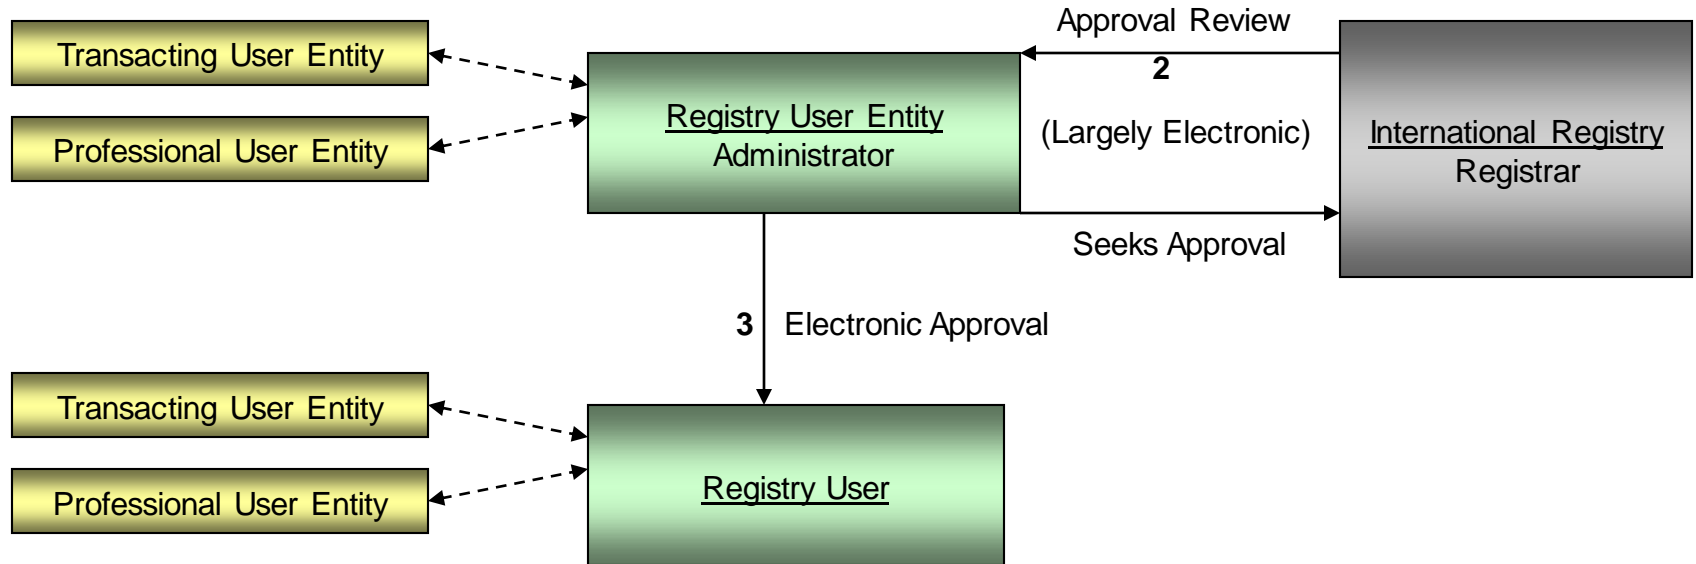 Transacting User Entity
Professional User Entity
Registry User Entity
Administrator
Approval Review
2
(Largely Electronic)
Seeks Approval
International Registry
Registrar
3 Electronic Approval
Transacting User Entity
Professional User Entity
Registry User